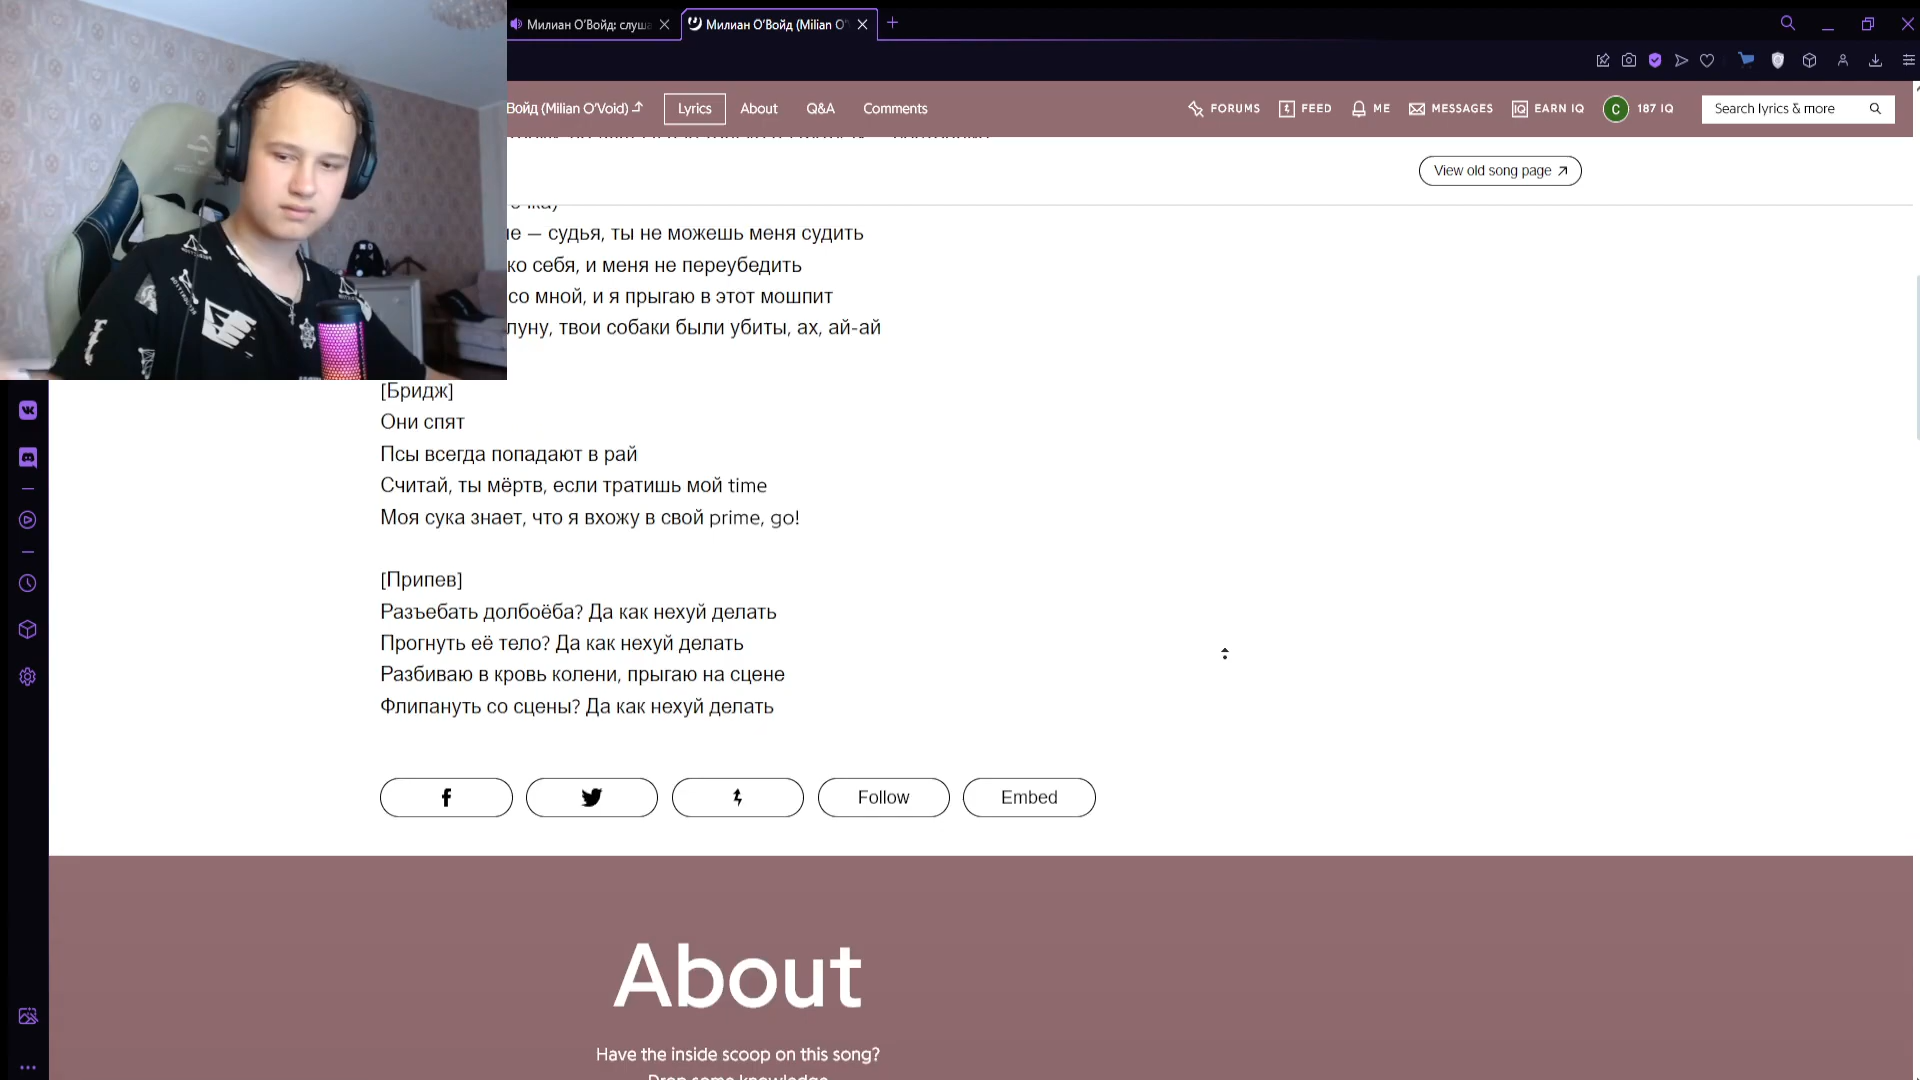 Милиан О'Войд: слуша
Милиан О'Войд (Milian O'
Войд (Milian O'Void)
Lyrics
About
Q&A
Comments
FORUMS
FEED
ME
MESSAGES
EARN IQ
C
187 IQ
Search lyrics & more
View old song page
е — судья, ты не можешь меня судить
ко себя, и меня не переубедить
со мной, и я прыгаю в этот мошпит
луну, твои собаки были убиты, ах, ай-ай
[Бридж]
Они спят
Псы всегда попадают в рай
Считай, ты мёртв, если тратишь мой time
Моя сука знает, что я вхожу в свой prime, go!
[Припев]
Разъебать долбоёба? Да как нехуй делать
Прогнуть её тело? Да как нехуй делать
Разбиваю в кровь колени, прыгаю на сцене
Флипануть со сцены? Да как нехуй делать
Follow
Embed
About
Have the inside scoop on this song?